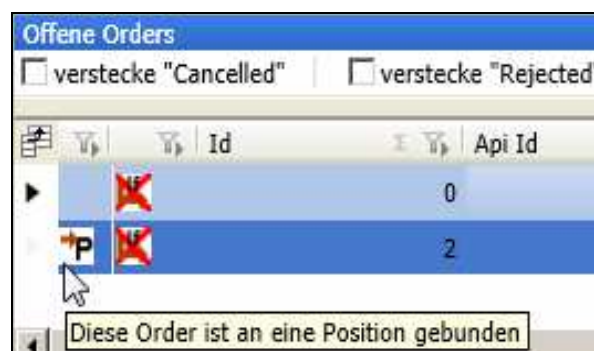 Offene Orders
verstecke "Cancelled" verstecke "Rejected"
Id Σ Api Id
0
P 2
Diese Order ist an eine Position gebunden